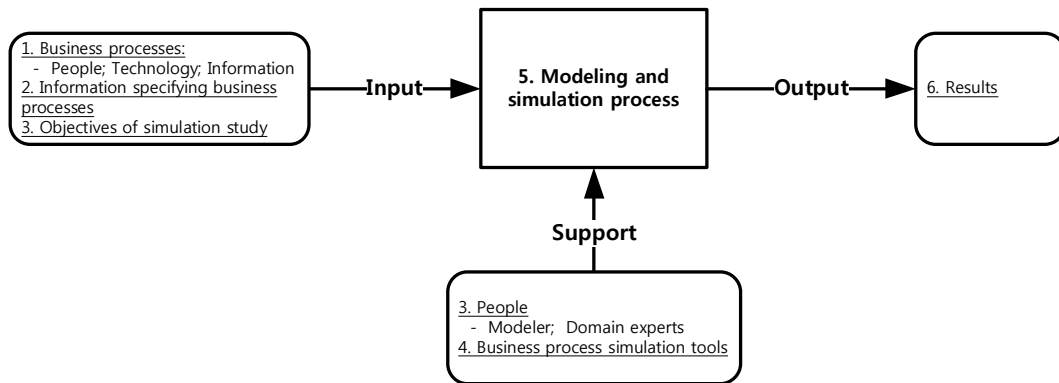 1. Business processes:
- People; Technology; Information
2. Information specifying business
processes
3. Objectives of simulation study
Input
5. Modeling and
simulation process
Output
6. Results
Support
3. People
- Modeler; Domain experts
4. Business process simulation tools